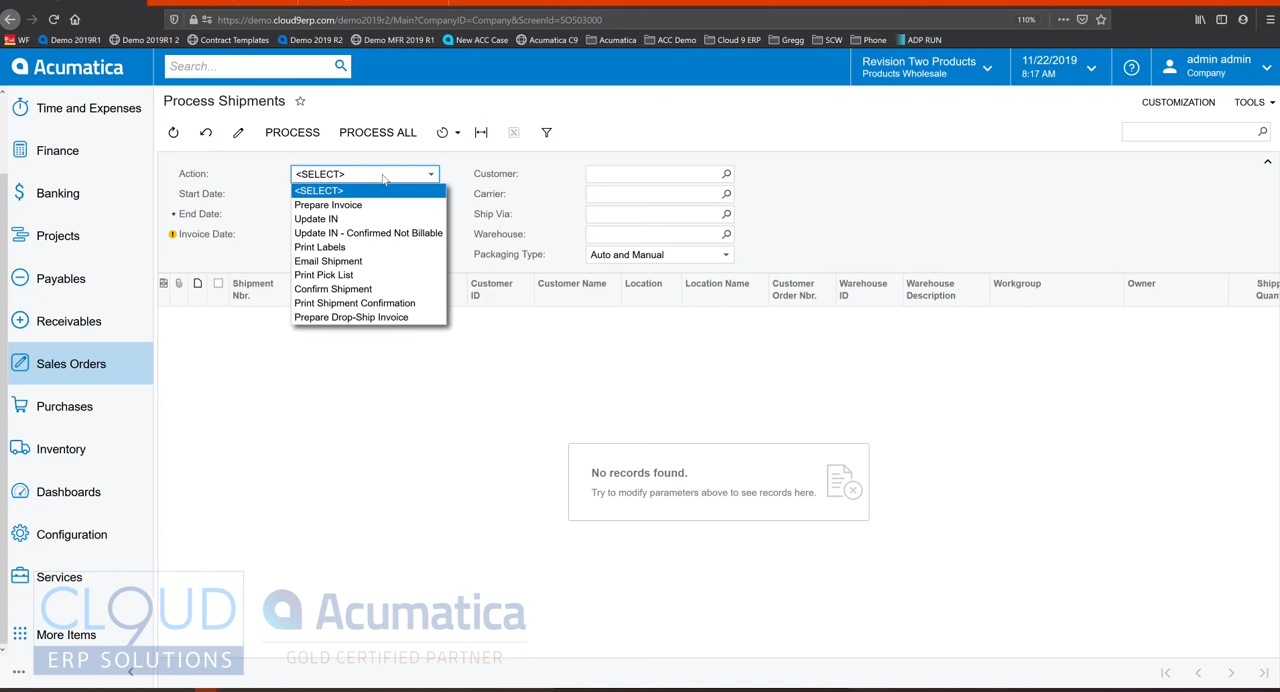 https://demo.cloud9erp.com/demo2019r2/Main?CompanyID=Company&ScreenId=SO503000
110%
WF
Demo 2019R1
Demo 2019R1 2
Contract Templates
Demo 2019 R2
Demo MFR 2019 R1
New ACC Case
Acumatica C9
Acumatica
ACC Demo
Cloud 9 ERP
Gregg
SCW
Phone
ADP RUN
Acumatica
Search...
Revision Two Products
Products Wholesale
11/22/2019
8:17 AM
admin admin
Company
Time and Expenses
Finance
Banking
Projects
Payables
Receivables
Sales Orders
Purchases
Inventory
Dashboards
Configuration
Services
More Items
Process Shipments
CUSTOMIZATION
TOOLS
PROCESS
PROCESS ALL
Action:
<SELECT>
Start Date:
End Date:
Invoice Date:
<SELECT>
Prepare Invoice
Update IN
Update IN - Confirmed Not Billable
Print Labels
Email Shipment
Print Pick List
Confirm Shipment
Print Shipment Confirmation
Prepare Drop-Ship Invoice
Customer:
Carrier:
Ship Via:
Warehouse:
Packaging Type:
Auto and Manual
Shipment
Nbr.
Customer
ID
Customer Name
Location
Location Name
Customer
Order Nbr.
Warehouse
ID
Warehouse
Description
Workgroup
Owner
Shipp
Quan
No records found.
Try to modify parameters above to see records here.
CL9UD
ERP SOLUTIONS
Acumatica
GOLD CERTIFIED PARTNER